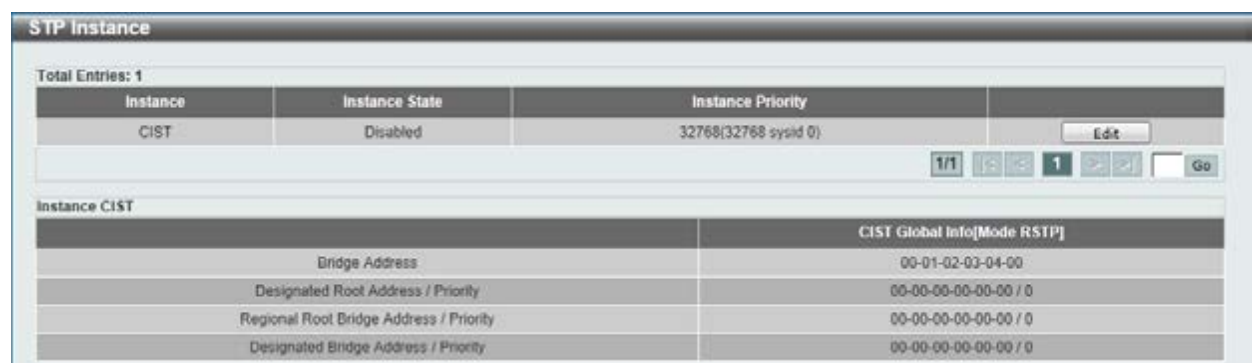 STP Instance
Total Entries: 1
Instance Instance State Instance Priority
CIST Disabled 32768(32768 sysid 0) Edit
1/1 |< < 1 > >| Go
Instance CIST
CIST Global Info[Mode RSTP]
Bridge Address 00-01-02-03-04-00
Designated Root Address / Priority 00-00-00-00-00-00 / 0
Regional Root Bridge Address / Priority 00-00-00-00-00-00 / 0
Designated Bridge Address / Priority 00-00-00-00-00-00 / 0